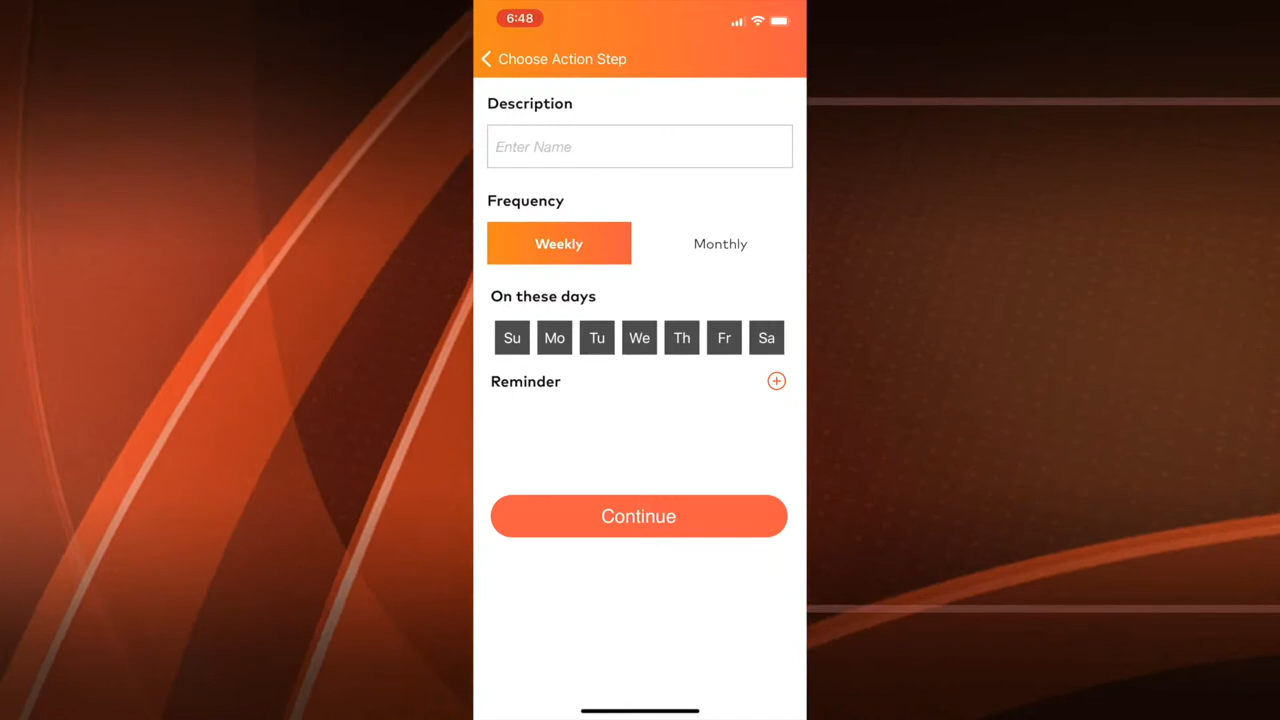 6:48
Choose Action Step
Description
Enter Name
Frequency
Weekly Monthly
On these days
Su Mo Tu We Th Fr Sa
Reminder
Continue